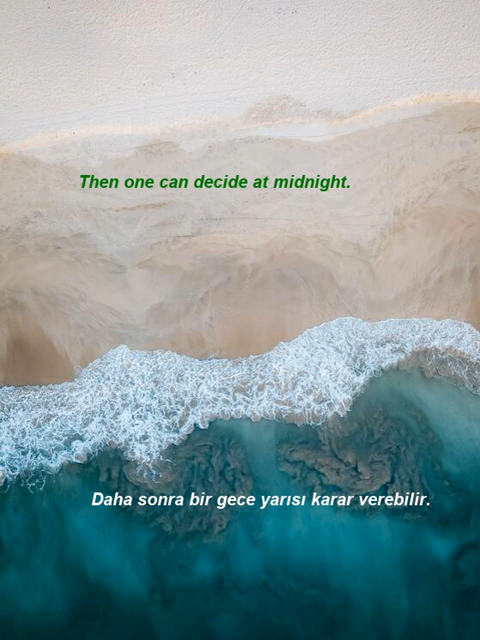 Then one can decide at midnight.
Daha sonra bir gece yarısı karar verebilir.